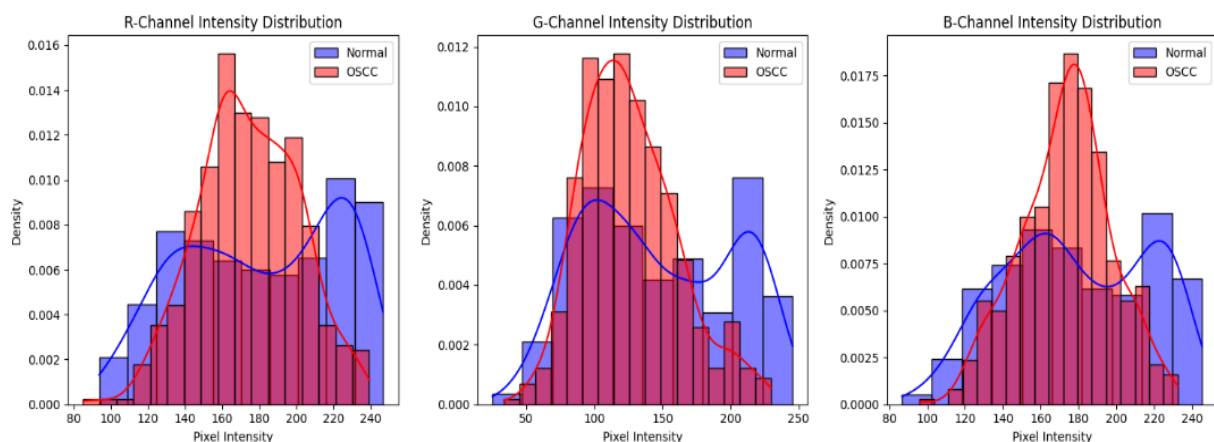 R-Channel Intensity Distribution
Normal
OSCC
0.016
0.014
0.012
0.010
0.008
0.006
0.004
0.002
0.000
Density
80 100 120 140 160 180 200 220 240
Pixel Intensity
G-Channel Intensity Distribution
Normal
OSCC
0.012
0.010
0.008
0.006
0.004
0.002
0.000
Density
50 100 150 200 250
Pixel Intensity
B-Channel Intensity Distribution
Normal
OSCC
0.0175
0.0150
0.0125
0.0100
0.0075
0.0050
0.0025
0.0000
Density
100 120 140 160 180 200 220 240
Pixel Intensity